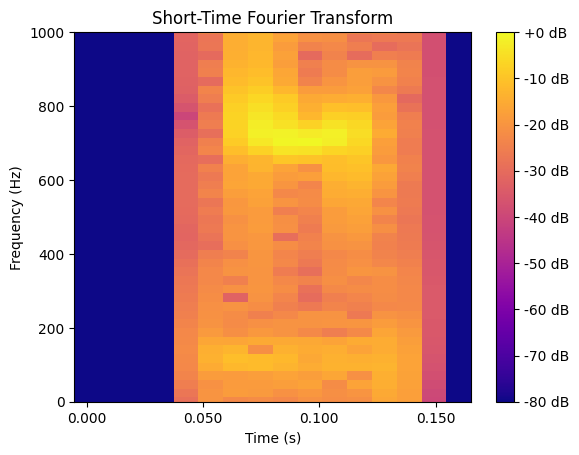 Short-Time Fourier Transform
1000
800
600
400
200
0
Frequency (Hz)
0.000
0.050
0.100
0.150
Time (s)
+0 dB
-10 dB
-20 dB
-30 dB
-40 dB
-50 dB
-60 dB
-70 dB
-80 dB